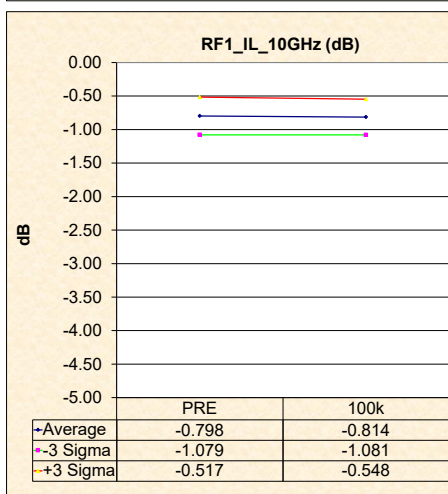 RF1_IL_10GHz (dB)
0.00
-0.50
-1.00
-1.50
-2.00
-2.50
-3.00
-3.50
-4.00
-4.50
-5.00
dB
PRE 100k
Average -0.798 -0.814
-3 Sigma -1.079 -1.081
+3 Sigma -0.517 -0.548